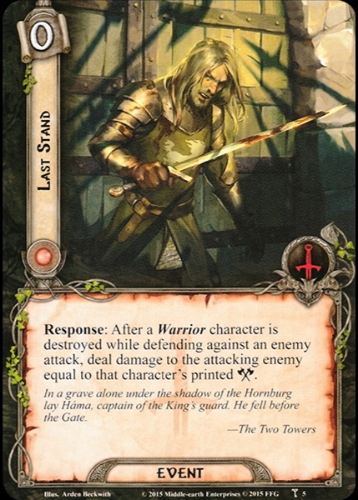 0
LAST STAND
Response: After a Warrior character is
destroyed while defending against an enemy
attack, deal damage to the attacking enemy
equal to that character's printed .
In a grave alone under the shadow of the Hornburg
lay Háma, captain of the King's guard. He fell before
the Gate.
—The Two Towers
EVENT
Illus. Arden Beckwith © 2015 Middle-earth Enterprises © 2015 FFG 5